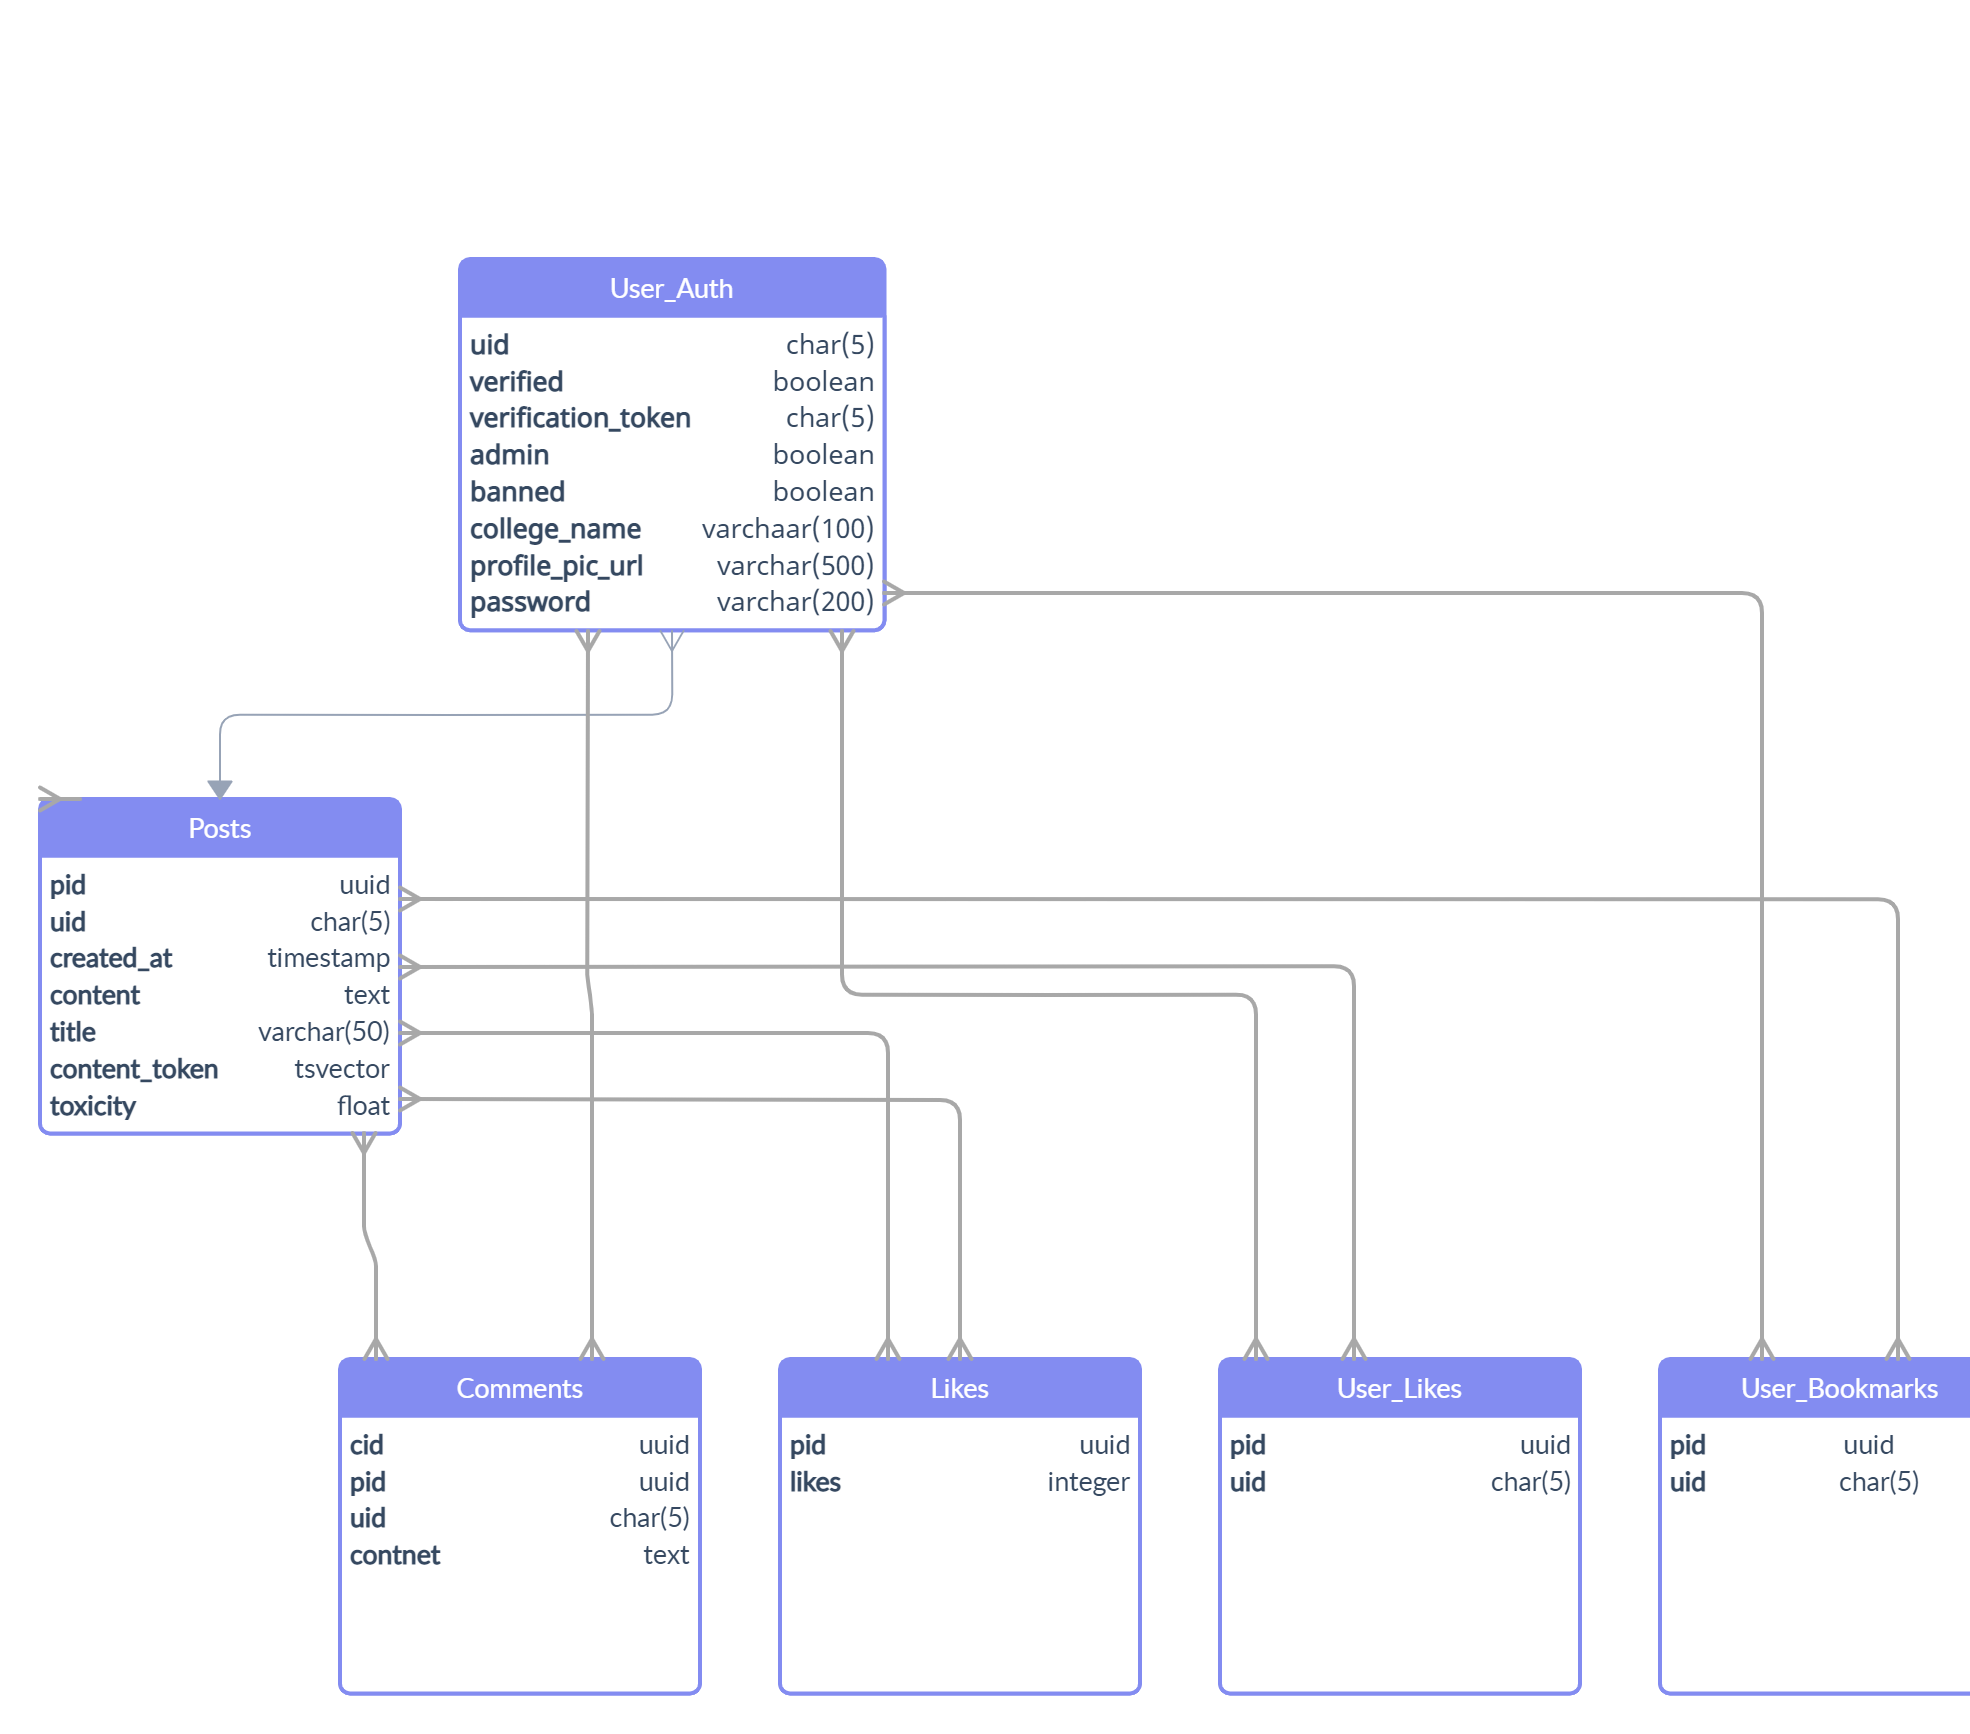 User_Auth
uid char(5)
verified boolean
verification_token char(5)
admin boolean
banned boolean
college_name varchaar(100)
profile_pic_url varchar(500)
password varchar(200)
Posts
pid uuid
uid char(5)
created_at timestamp
content text
title varchar(50)
content_token tsvector
toxicity float
Comments
cid uuid
pid uuid
uid char(5)
contnet text
Likes
pid uuid
likes integer
User_Likes
pid uuid
uid char(5)
User_Bookmarks
pid uuid
uid char(5)